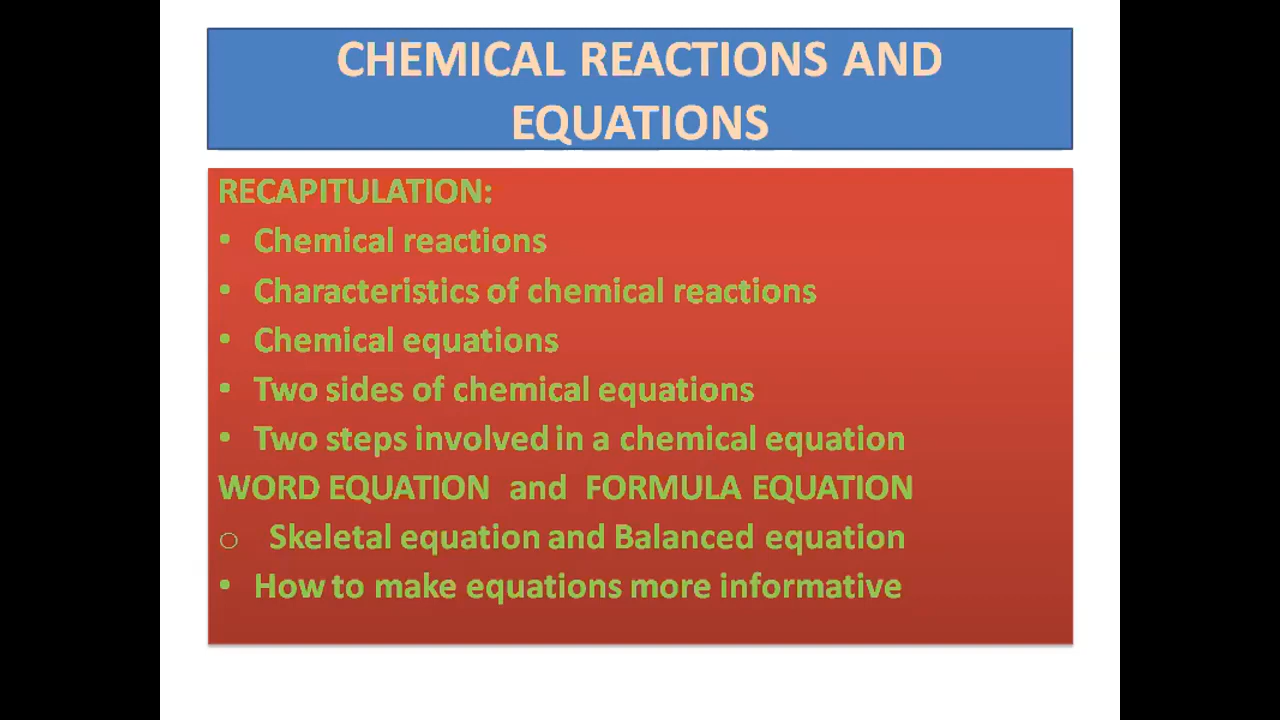 CHEMICAL REACTIONS AND
EQUATIONS
RECAPITULATION:
• Chemical reactions
• Characteristics of chemical reactions
• Chemical equations
• Two sides of chemical equations
• Two steps involved in a chemical equation
WORD EQUATION and FORMULA EQUATION
o Skeletal equation and Balanced equation
• How to make equations more informative